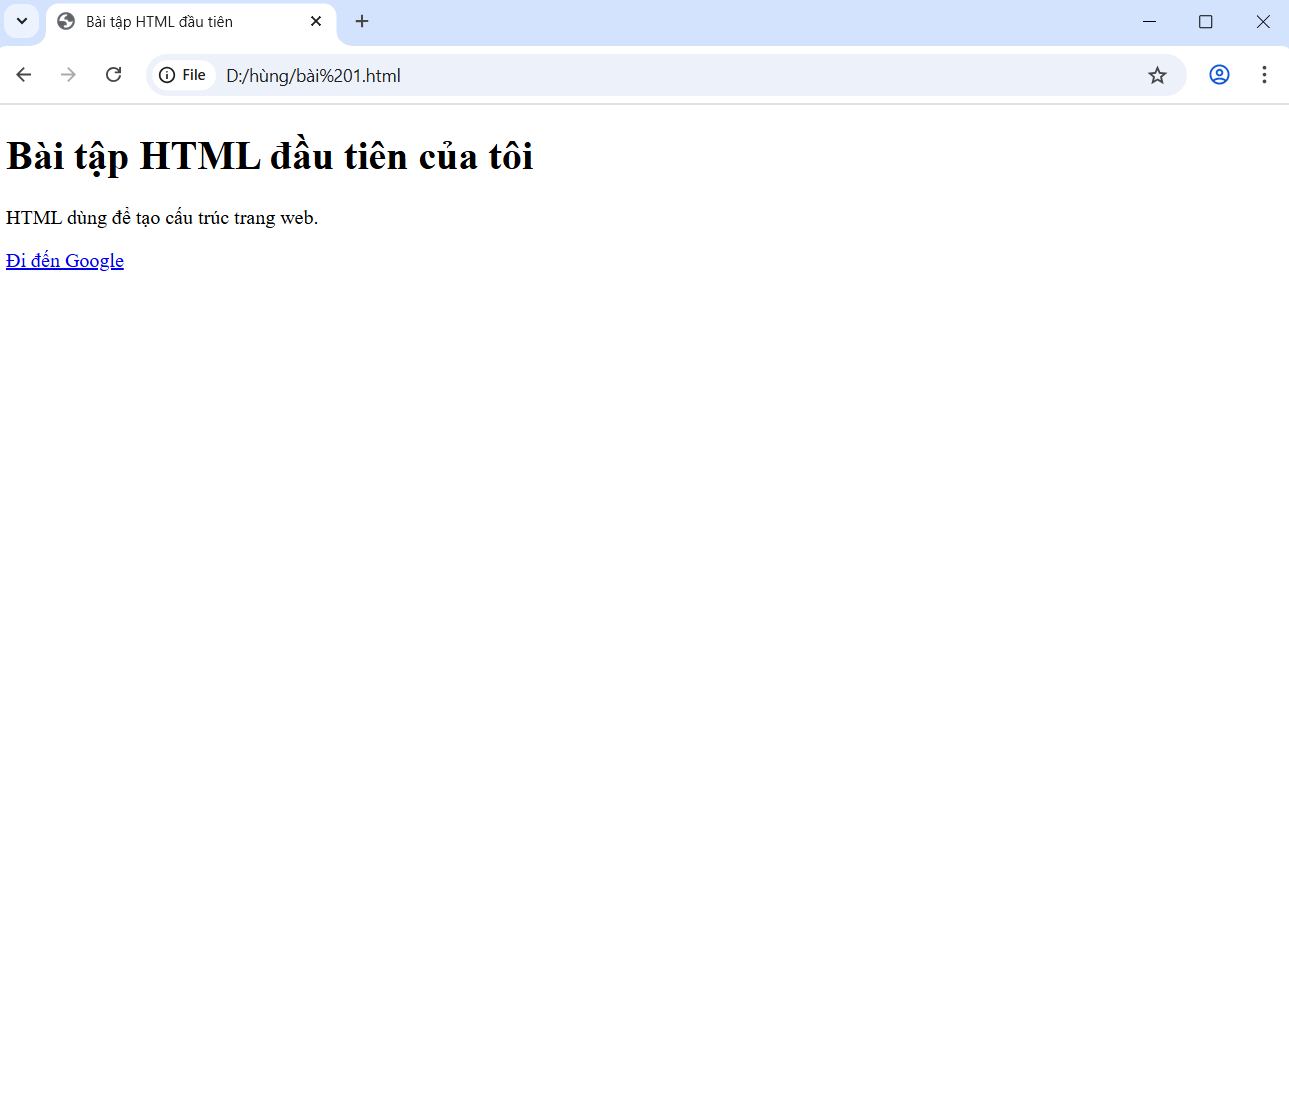 Bài tập HTML đầu tiên
File D:/hùng/bài%201.html
Bài tập HTML đầu tiên của tôi
HTML dùng để tạo cấu trúc trang web.
Đi đến Google